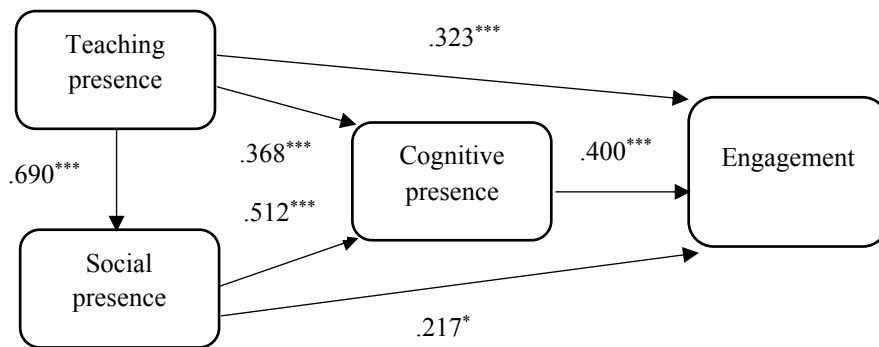 Teaching
presence
.323***
.690***
.368***
Cognitive
presence
.400***
Engagement
.512***
Social
presence
.217*